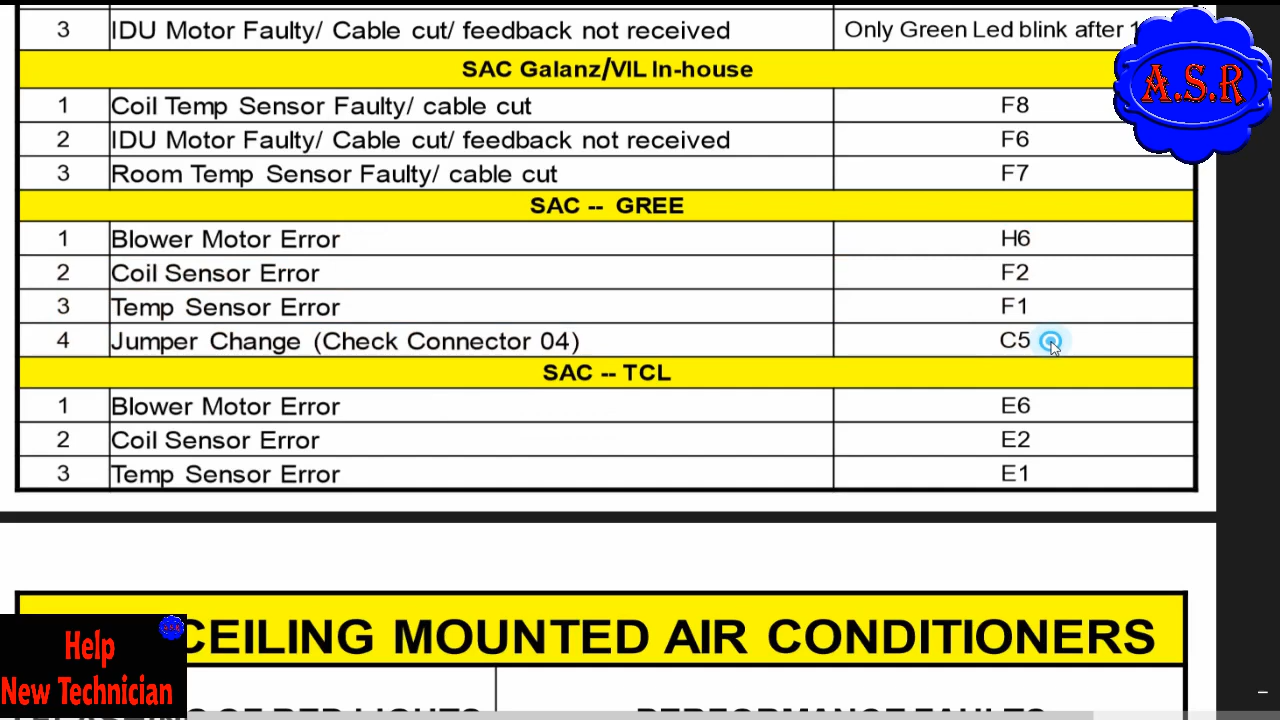 3 IDU Motor Faulty/ Cable cut/ feedback not received Only Green Led blink after
A.S.R
SAC Galanz/VIL In-house
1 Coil Temp Sensor Faulty/ cable cut F8
2 IDU Motor Faulty/ Cable cut/ feedback not received F6
3 Room Temp Sensor Faulty/ cable cut F7
SAC -- GREE
1 Blower Motor Error H6
2 Coil Sensor Error F2
3 Temp Sensor Error F1
4 Jumper Change (Check Connector 04) C5
SAC -- TCL
1 Blower Motor Error E6
2 Coil Sensor Error E2
3 Temp Sensor Error E1
CEILING MOUNTED AIR CONDITIONERS
Help
New Technician